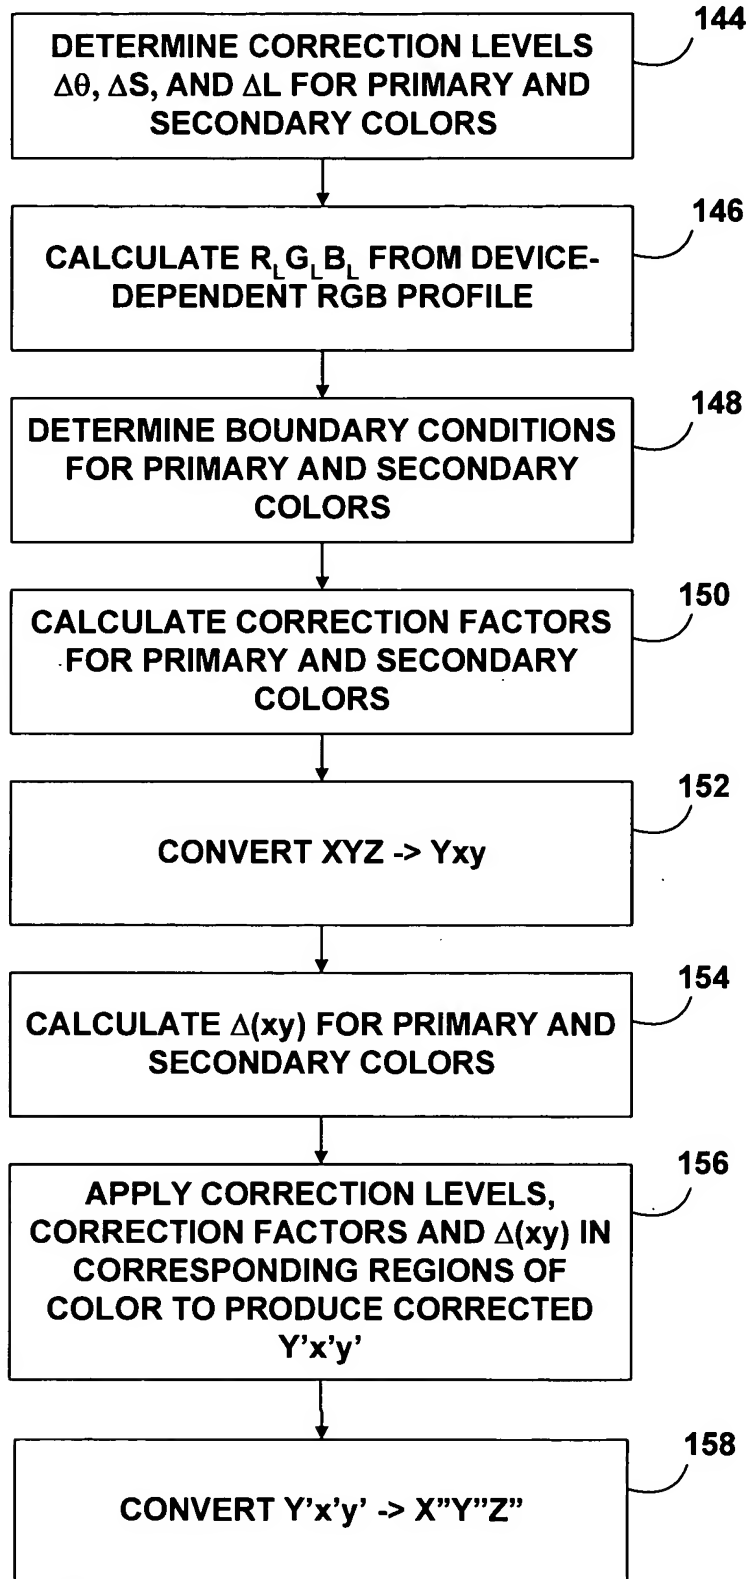 144
DETERMINE CORRECTION LEVELS
Δθ, ΔS, AND ΔL FOR PRIMARY AND
SECONDARY COLORS
146
CALCULATE R_LG_LB_L FROM DEVICE-
DEPENDENT RGB PROFILE
148
DETERMINE BOUNDARY CONDITIONS
FOR PRIMARY AND SECONDARY
COLORS
150
CALCULATE CORRECTION FACTORS
FOR PRIMARY AND SECONDARY
COLORS
152
CONVERT XYZ -> Yxy
154
CALCULATE Δ(xy) FOR PRIMARY AND
SECONDARY COLORS
156
APPLY CORRECTION LEVELS,
CORRECTION FACTORS AND Δ(xy) IN
CORRESPONDING REGIONS OF
COLOR TO PRODUCE CORRECTED
Y'x'y'
158
CONVERT Y'x'y' -> X"Y"Z"